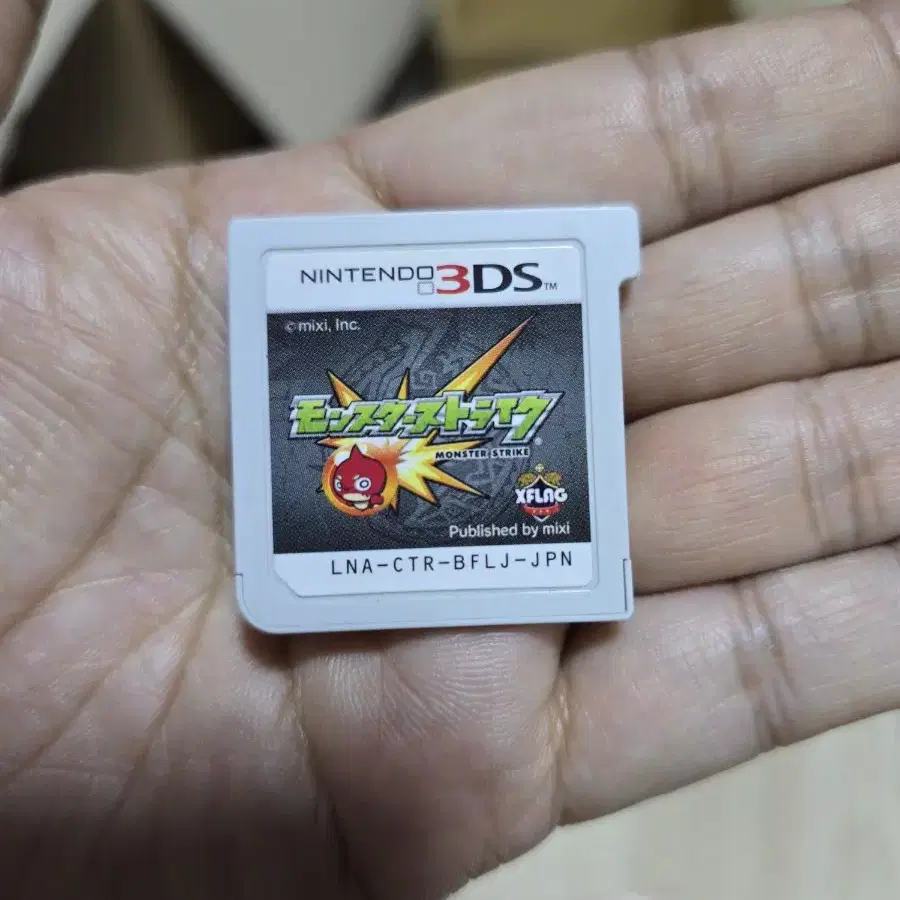 NINTENDO 3DS™
©mixi, Inc.
モンスターストライク®
MONSTER STRIKE
XFLAG
Published by mixi
LNA-CTR-BFLJ-JPN